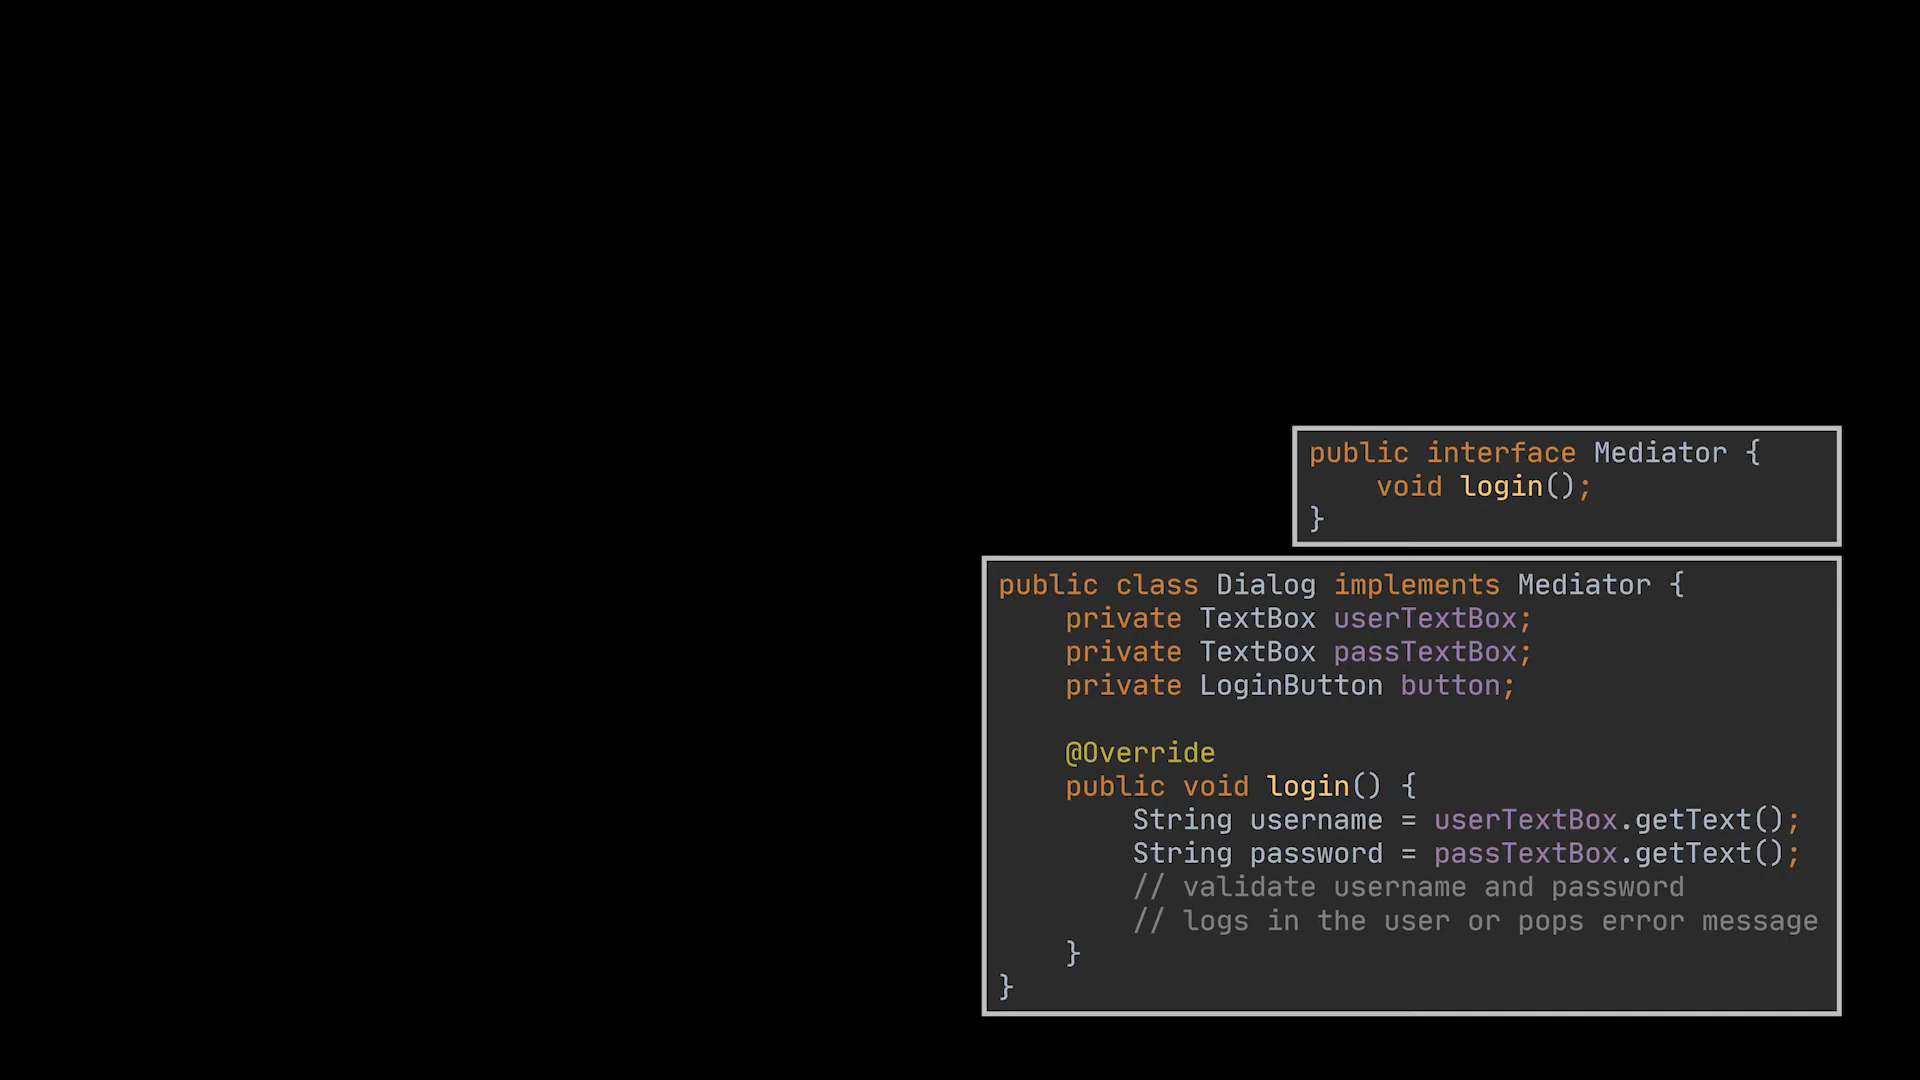 public interface Mediator {
    void login();
}
public class Dialog implements Mediator {
    private TextBox userTextBox;
    private TextBox passTextBox;
    private LoginButton button;

    @Override
    public void login() {
        String username = userTextBox.getText();
        String password = passTextBox.getText();
        // validate username and password
        // logs in the user or pops error message
    }
}